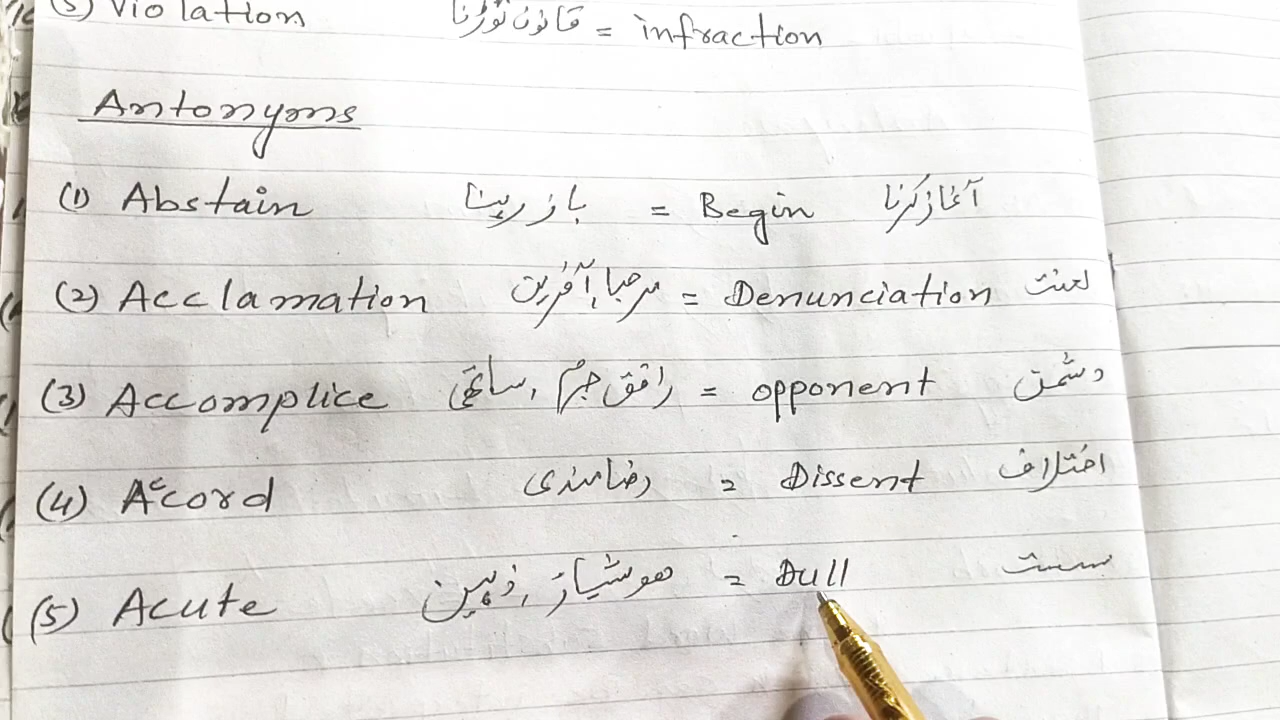 (5) Violation قانون توڑنا = infraction
Antonyms
(1) Abstain باز رہنا = Begin آغاز کرنا
(2) Acclamation مرحبا, آفرین = Denunciation لعنت
(3) Accomplice رافق جرم, ساتھی = opponent دشمن
(4) Accord رضامندی = Dissent اختلاف
(5) Acute ہوشیار, ذہین = Dull سست